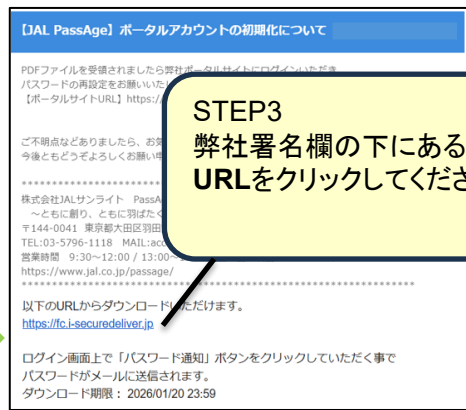 【JAL PassAge】ポータルアカウントの初期化について
PDFファイルを受領されましたら弊社ポータルサイトにログインいただき
パスワードの再設定をお願いいた
【ポータルサイトURL】https:/
STEP3
弊社署名欄の下にある
URLをクリックしてくださ
ご不明点などありましたら、お気
今後ともどうぞよろしくお願い申
株式会社JALサンライト PassA
～ともに創り、ともに羽ばたく
〒144-0041 東京都大田区羽田
TEL:03-5796-1118 MAIL:acc
営業時間 9:30～12:00 / 13:00～
https://www.jal.co.jp/passage/
以下のURLからダウンロードいただけます。
https://fc.i-securedeliver.jp
ログイン画面上で「パスワード通知」ボタンをクリックしていただく事で
パスワードがメールに送信されます。
ダウンロード期限： 2026/01/20 23:59